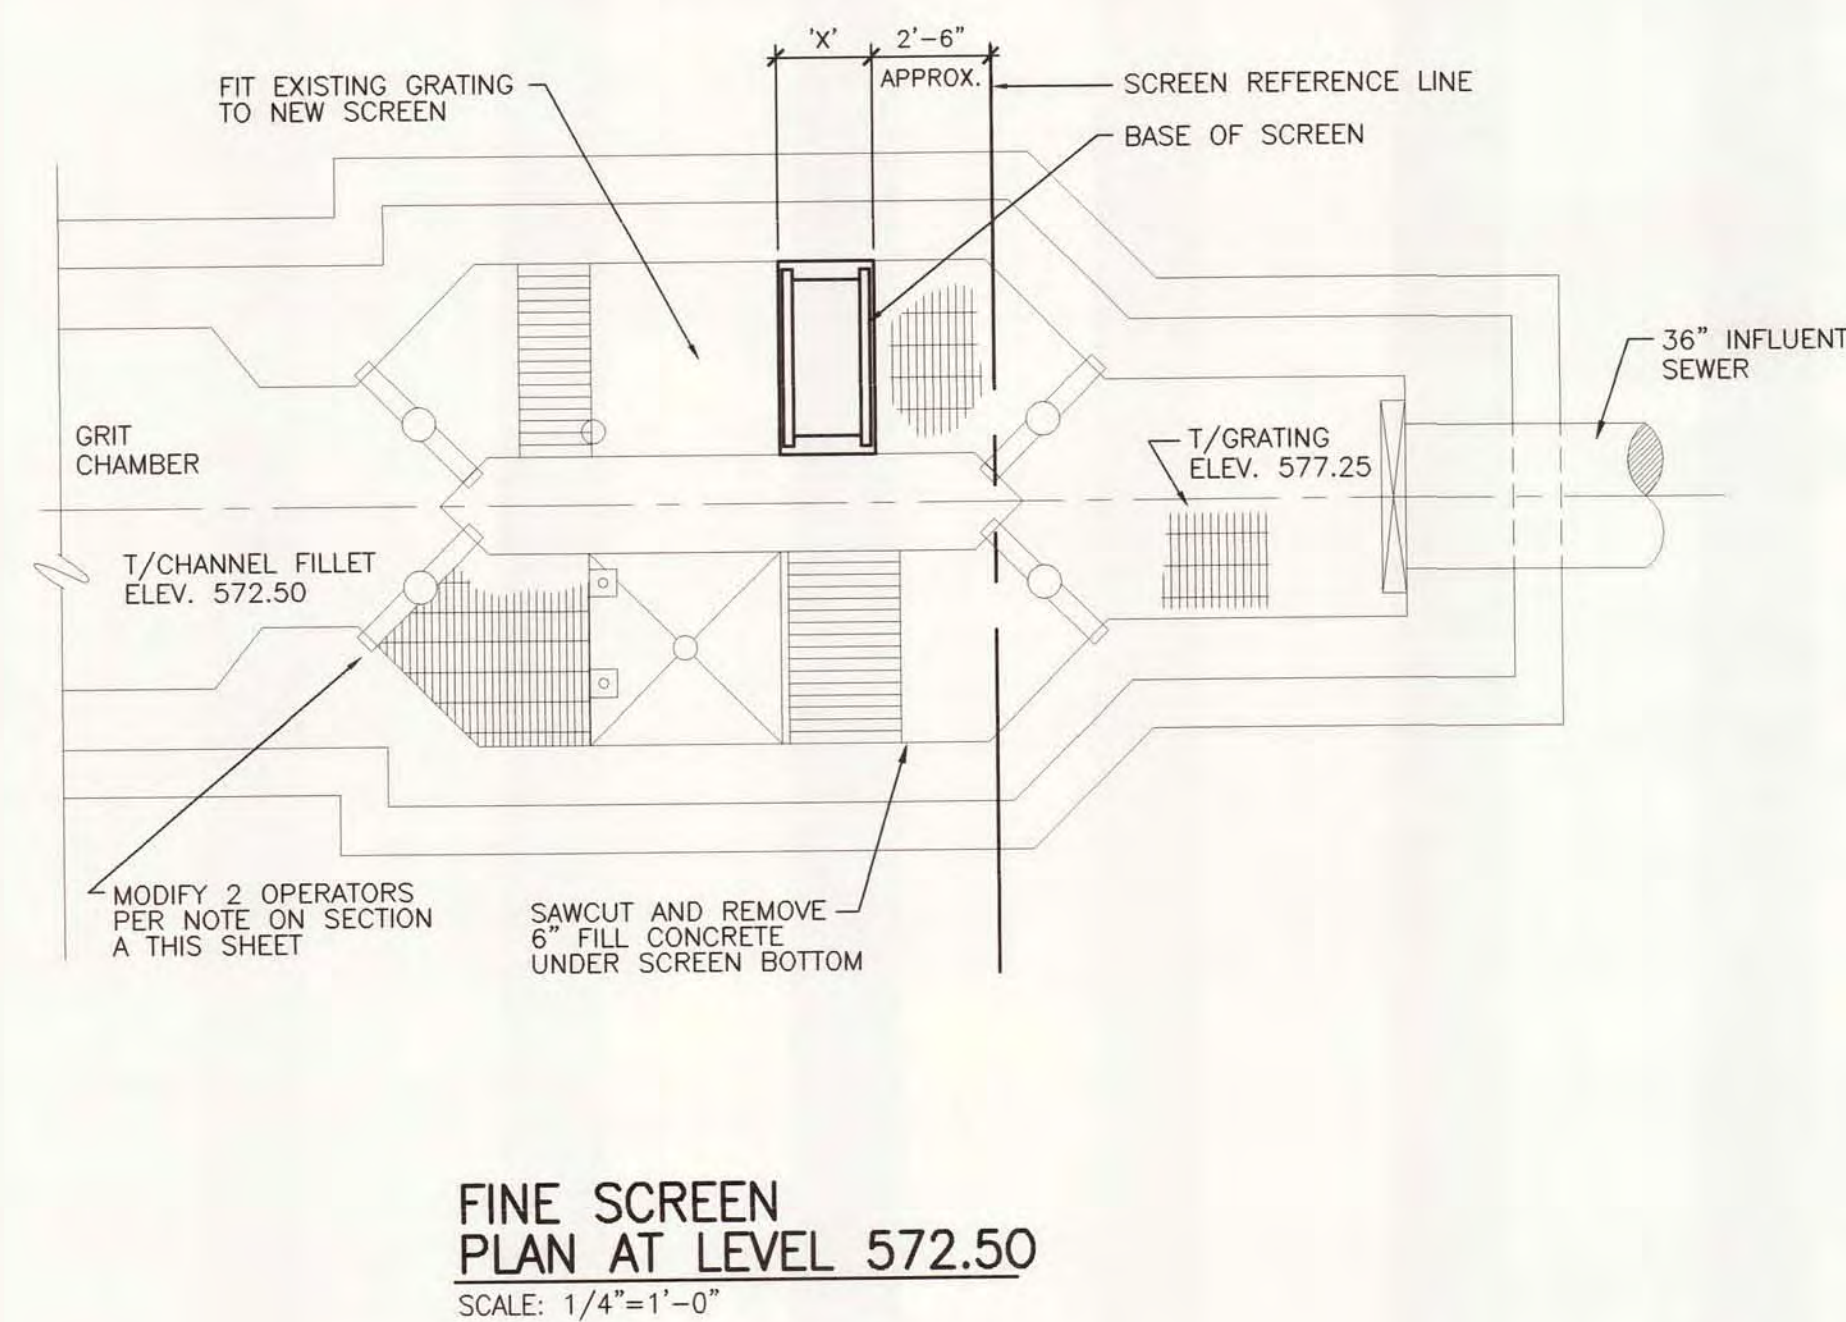 'X'
2'-6"
APPROX.
FIT EXISTING GRATING
TO NEW SCREEN
SCREEN REFERENCE LINE
BASE OF SCREEN
36" INFLUENT
SEWER
GRIT
CHAMBER
T/GRATING
ELEV. 577.25
T/CHANNEL FILLET
ELEV. 572.50
MODIFY 2 OPERATORS
PER NOTE ON SECTION
A THIS SHEET
SAWCUT AND REMOVE
6" FILL CONCRETE
UNDER SCREEN BOTTOM
FINE SCREEN
PLAN AT LEVEL 572.50
SCALE: 1/4"=1'-0"